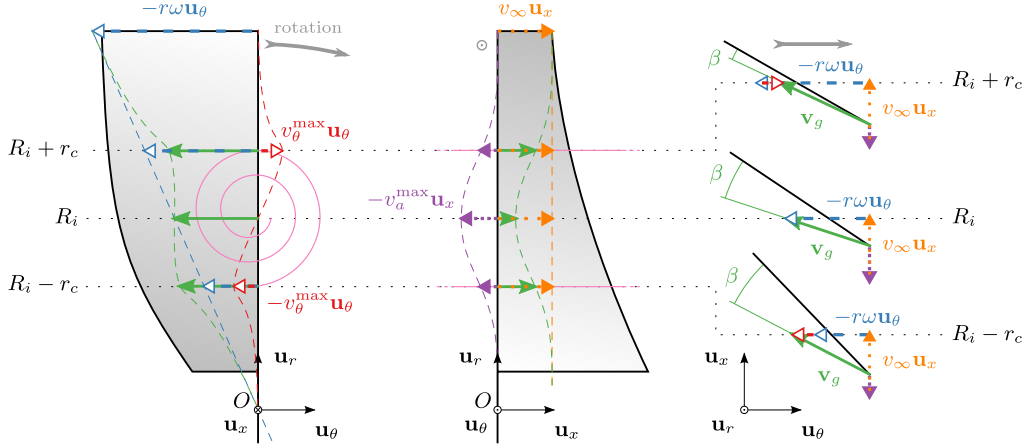 −rωu_θ
rotation
v_∞u_x
β
−rωu_θ
R_i + r_c
v_g
v_∞u_x
R_i + r_c
v_θ^max u_θ
β
−rωu_θ
R_i
−v_a^max u_x
R_i
v_g
v_∞u_x
β
R_i − r_c
−v_θ^max u_θ
−rωu_θ
R_i − r_c
v_g
v_∞u_x
u_r
u_r
u_x
O
O
u_x
u_θ
u_θ
u_x
u_r
u_θ